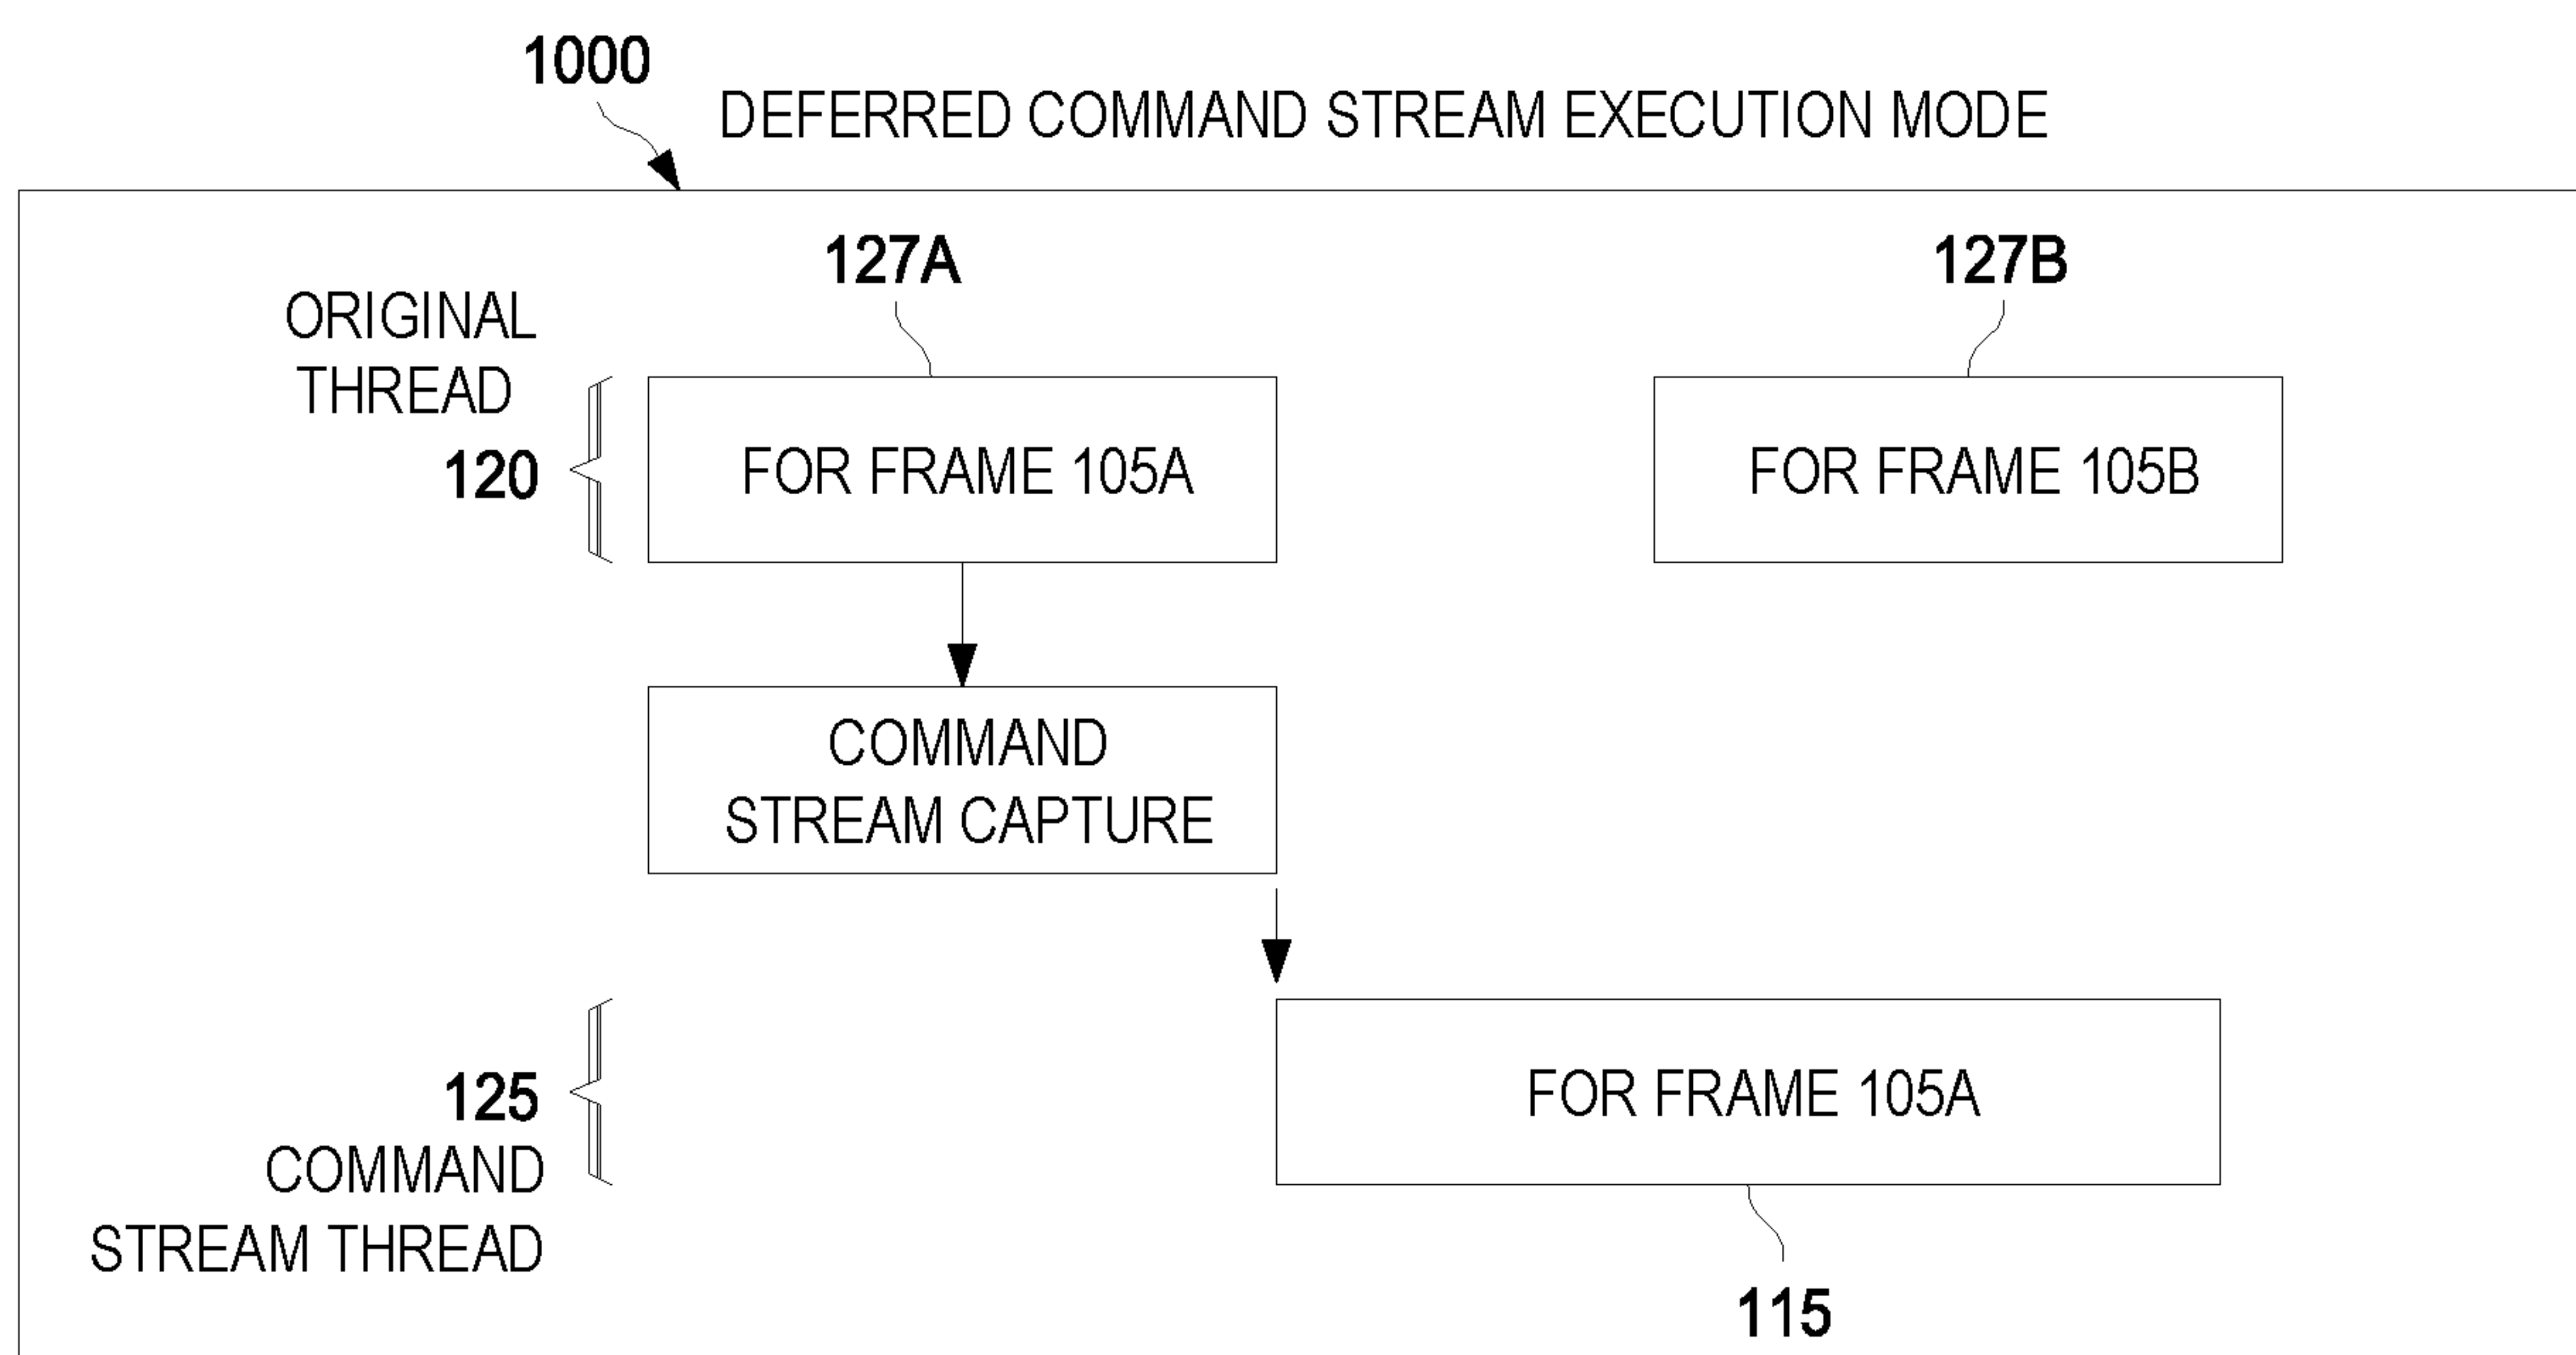 1000
DEFERRED COMMAND STREAM EXECUTION MODE
127A
127B
ORIGINAL
THREAD
120
FOR FRAME 105A
FOR FRAME 105B
COMMAND
STREAM CAPTURE
125
COMMAND
STREAM THREAD
FOR FRAME 105A
115